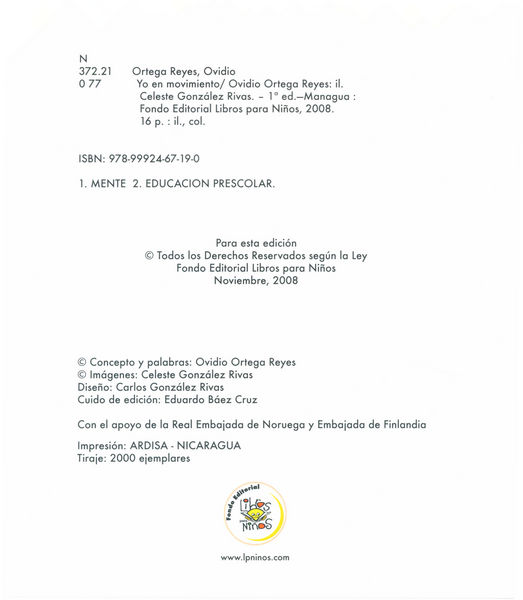 N
372.21 Ortega Reyes, Ovidio
0 77 Yo en movimiento/ Ovidio Ortega Reyes: il.
Celeste González Rivas. – 1ª ed.—Managua :
Fondo Editorial Libros para Niños, 2008.
16 p. : il., col.
ISBN: 978-99924-67-19-0
1. MENTE 2. EDUCACION PRESCOLAR.
Para esta edición
© Todos los Derechos Reservados según la Ley
Fondo Editorial Libros para Niños
Noviembre, 2008
© Concepto y palabras: Ovidio Ortega Reyes
© Imágenes: Celeste González Rivas
Diseño: Carlos González Rivas
Cuido de edición: Eduardo Báez Cruz
Con el apoyo de la Real Embajada de Noruega y Embajada de Finlandia
Impresión: ARDISA - NICARAGUA
Tiraje: 2000 ejemplares
Fondo Editorial
Libros
Niños
www.lpninos.com